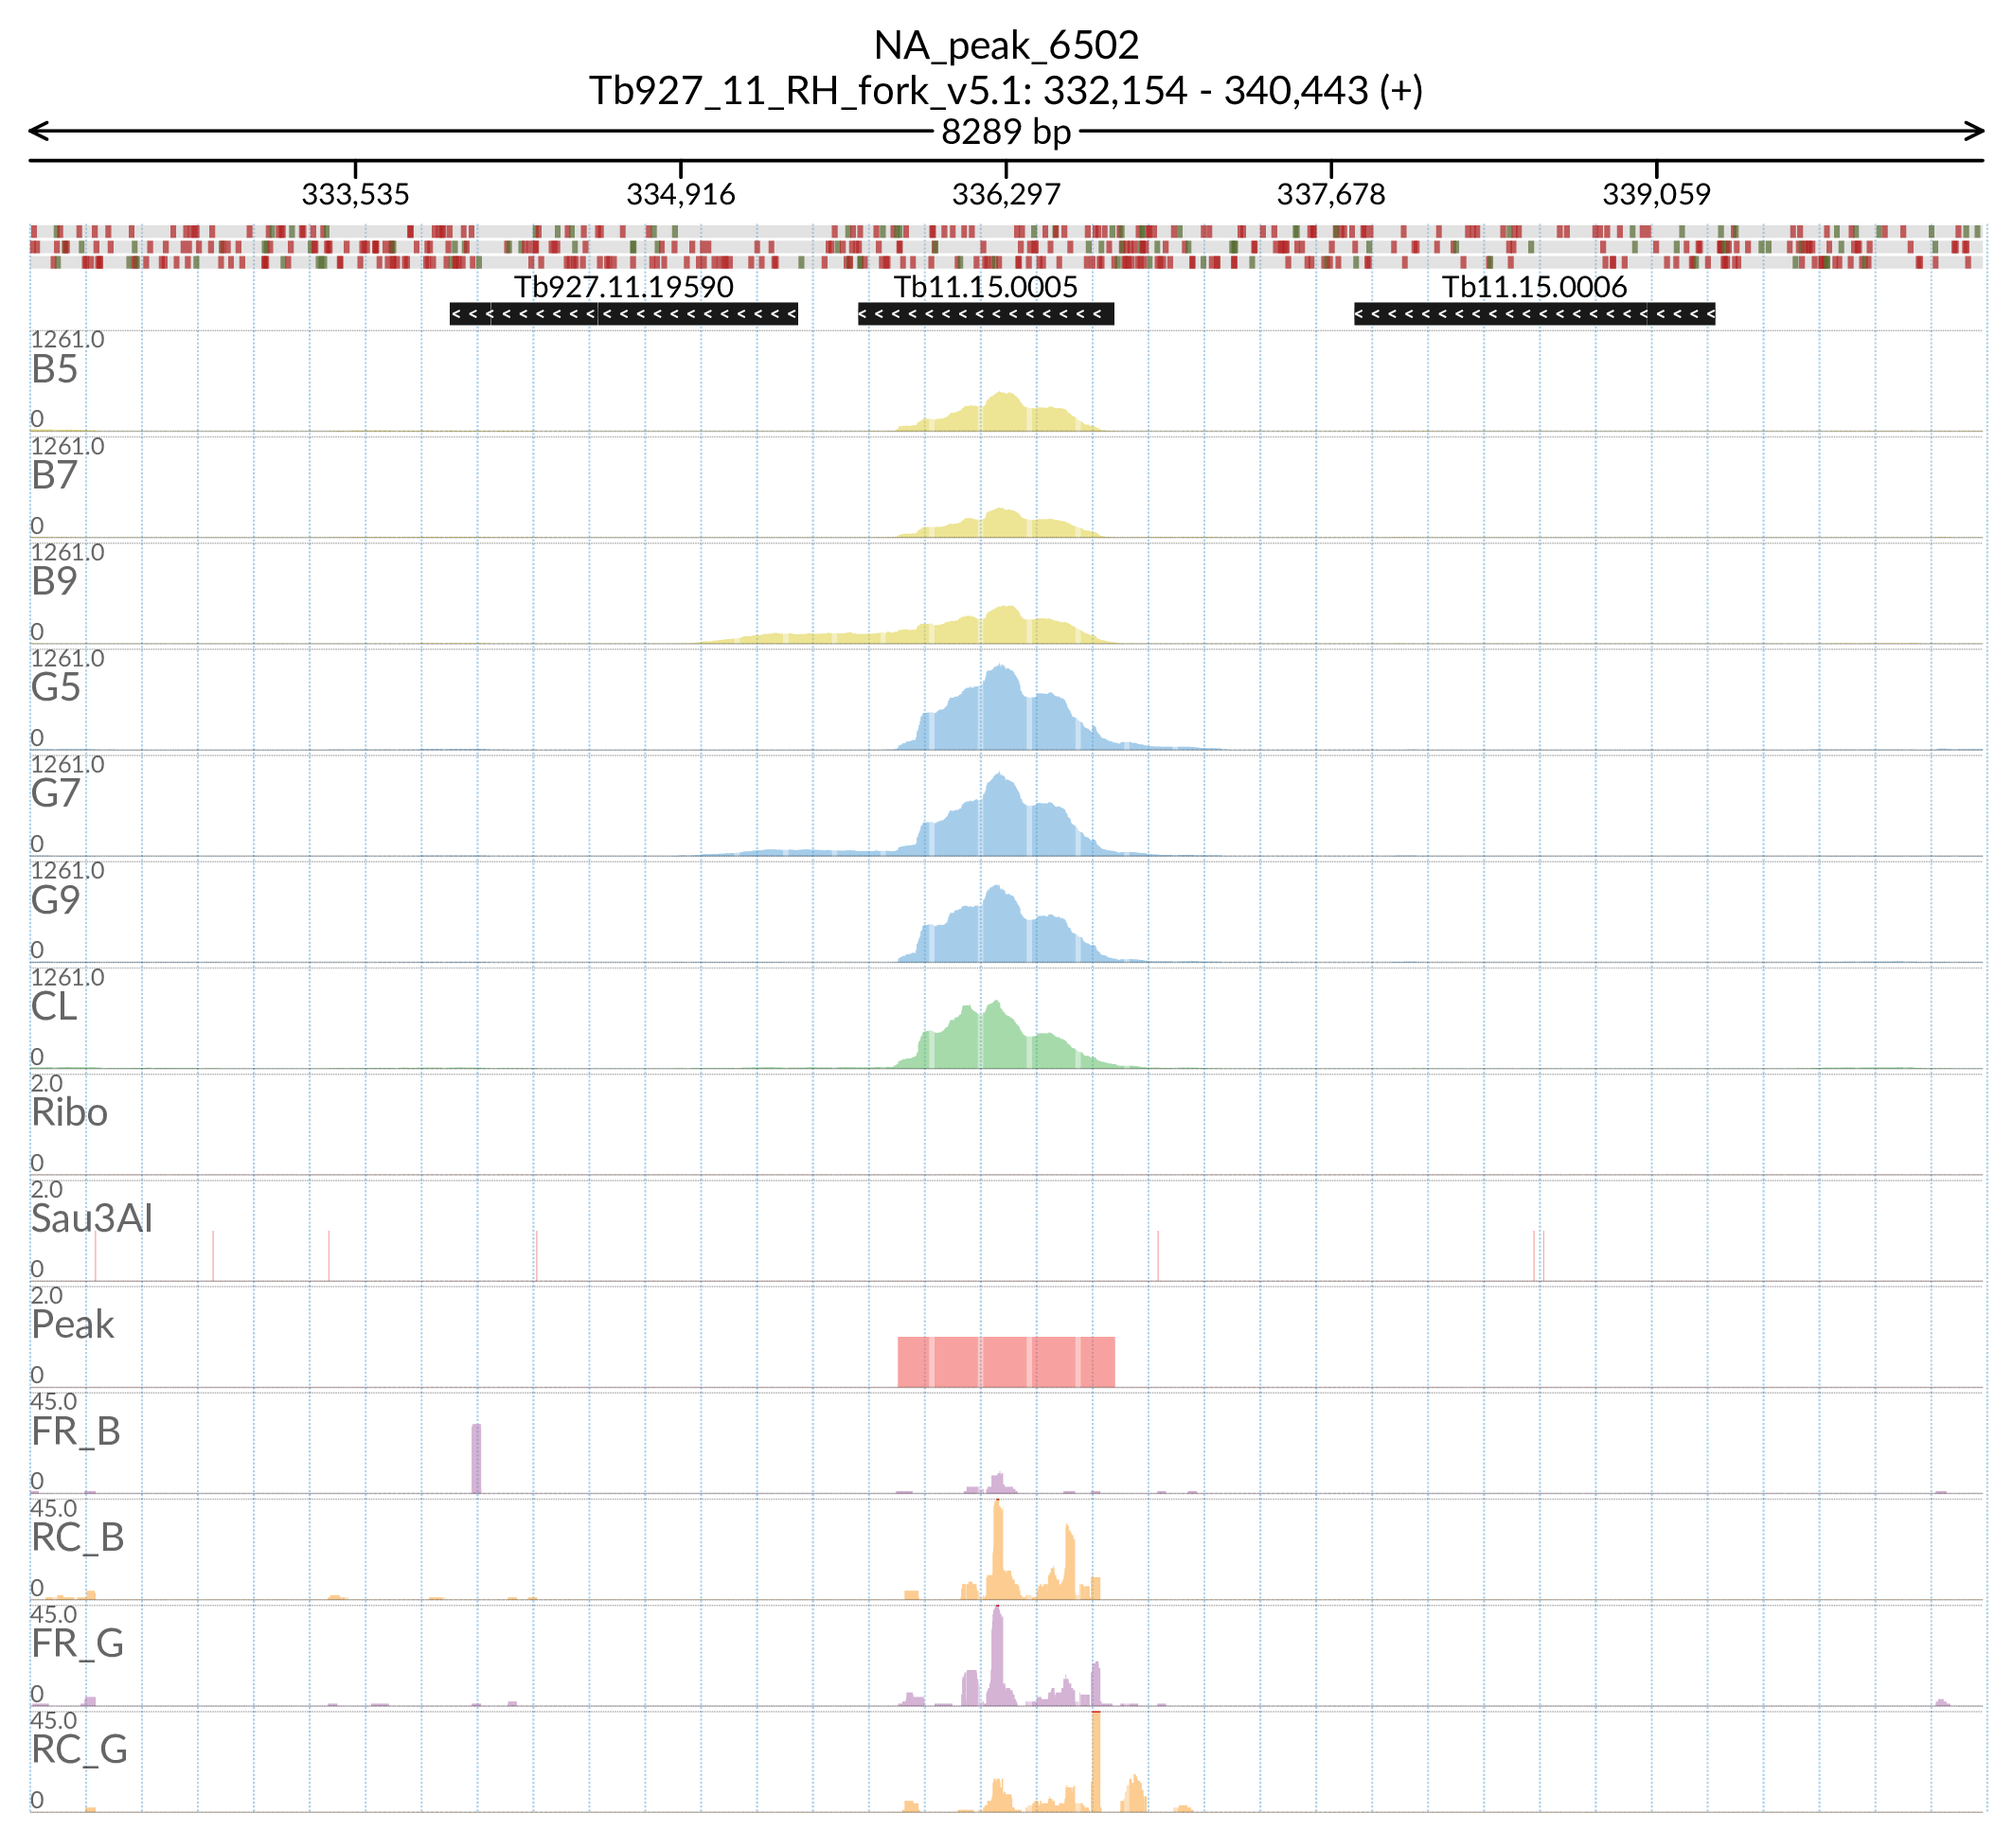 NA_peak_6502
Tb927_11_RH_fork_v5.1: 332,154 - 340,443 (+)
8289 bp
333,535 334,916 336,297 337,678 339,059
Tb927.11.19590 Tb11.15.0005 Tb11.15.0006
1261.0
B5
0
1261.0
B7
0
1261.0
B9
0
1261.0
G5
0
1261.0
G7
0
1261.0
G9
0
1261.0
CL
0
2.0
Ribo
0
2.0
Sau3AI
0
2.0
Peak
0
45.0
FR_B
0
45.0
RC_B
0
45.0
FR_G
0
45.0
RC_G
0